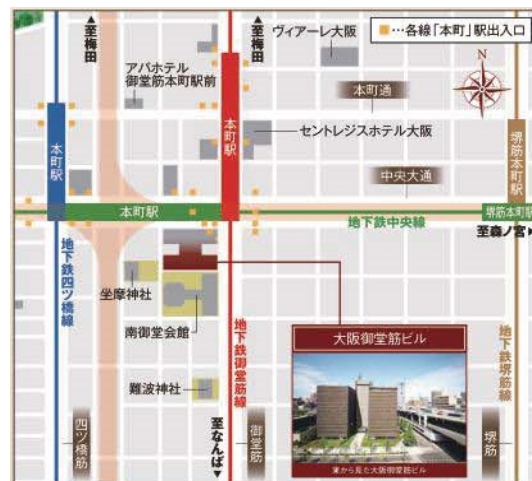 ▲至梅田
▲至梅田
ヴィアーレ大阪
■…各線「本町」駅出入口
アパホテル
御堂筋本町駅前
N
本町通
本町駅
本町駅
セントレジスホテル大阪
堺筋本町駅
中央大通
本町駅
地下鉄中央線
堺筋本町駅
至森ノ宮▶
地下鉄四ツ橋線
坐摩神社
南御堂会館
地下鉄御堂筋線
大阪御堂筋ビル
地下鉄堺筋線
難波神社
四ツ橋筋
至なんば▼
御堂筋
堺筋
東から見た大阪御堂筋ビル